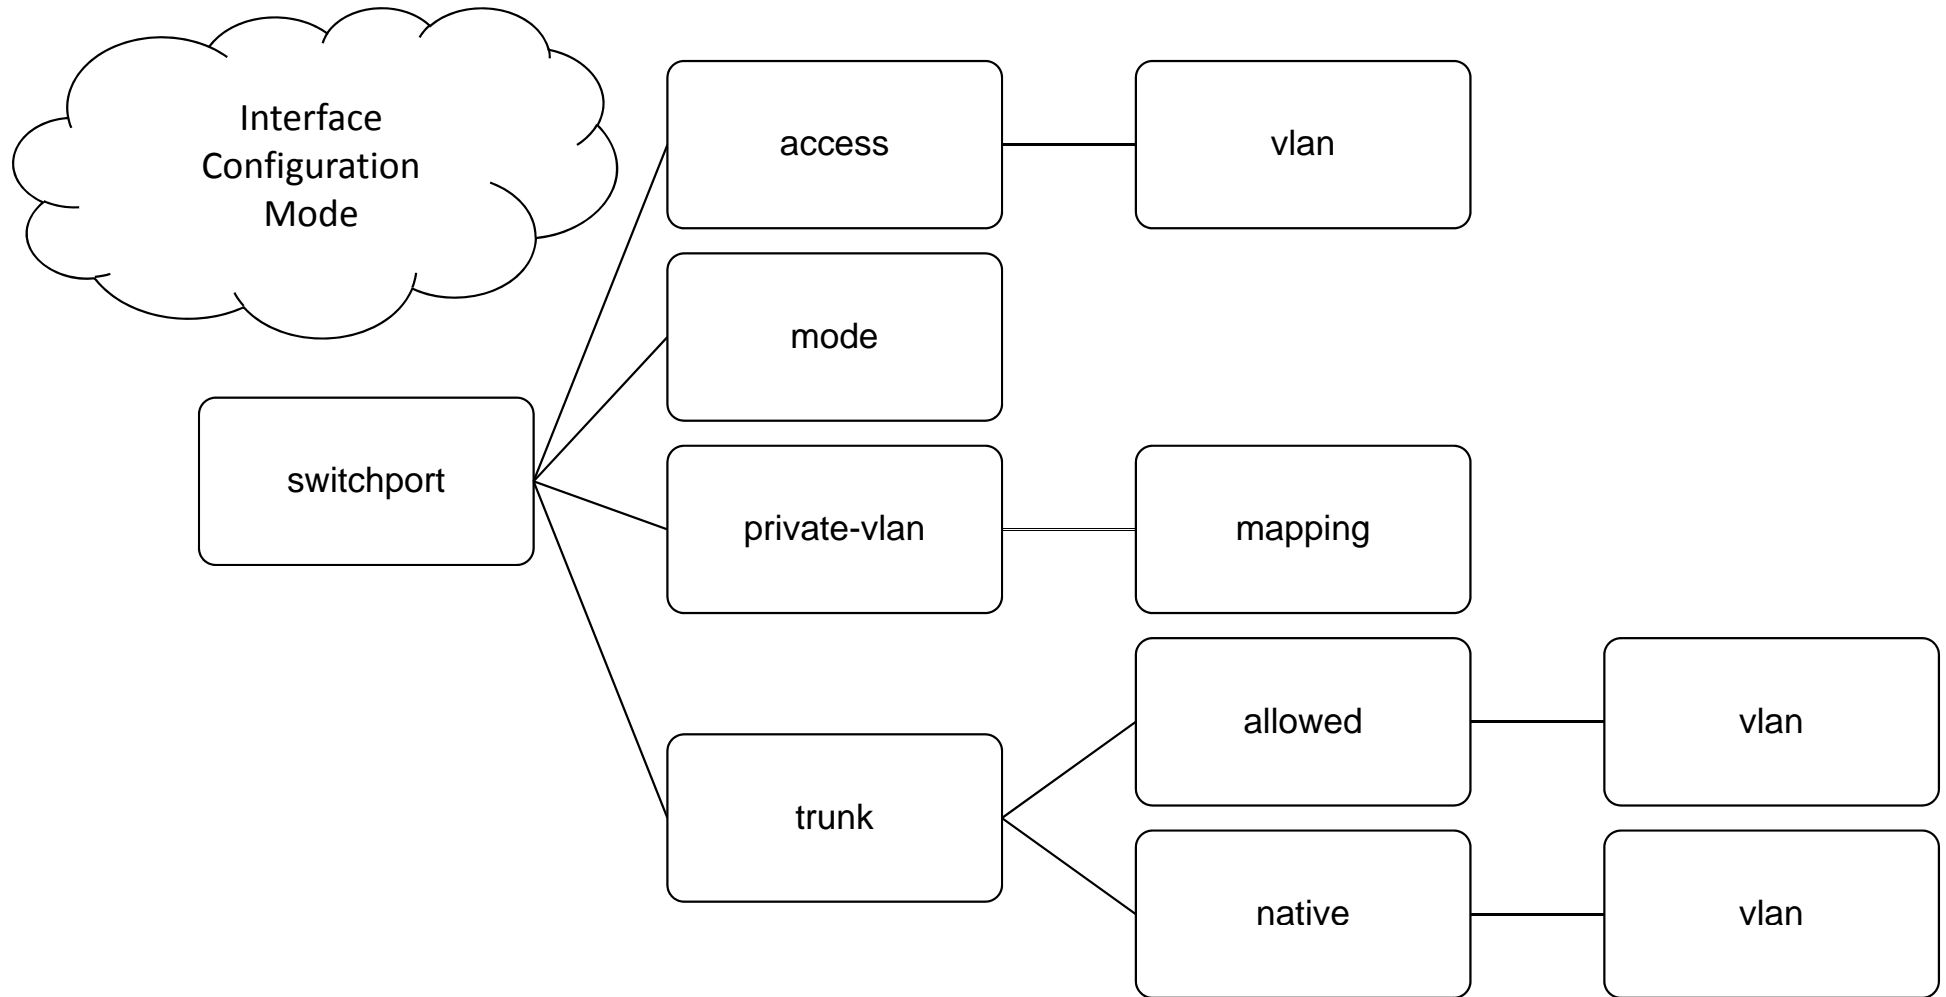 Interface
Configuration
Mode
access
vlan
mode
switchport
private-vlan
mapping
allowed
vlan
trunk
native
vlan